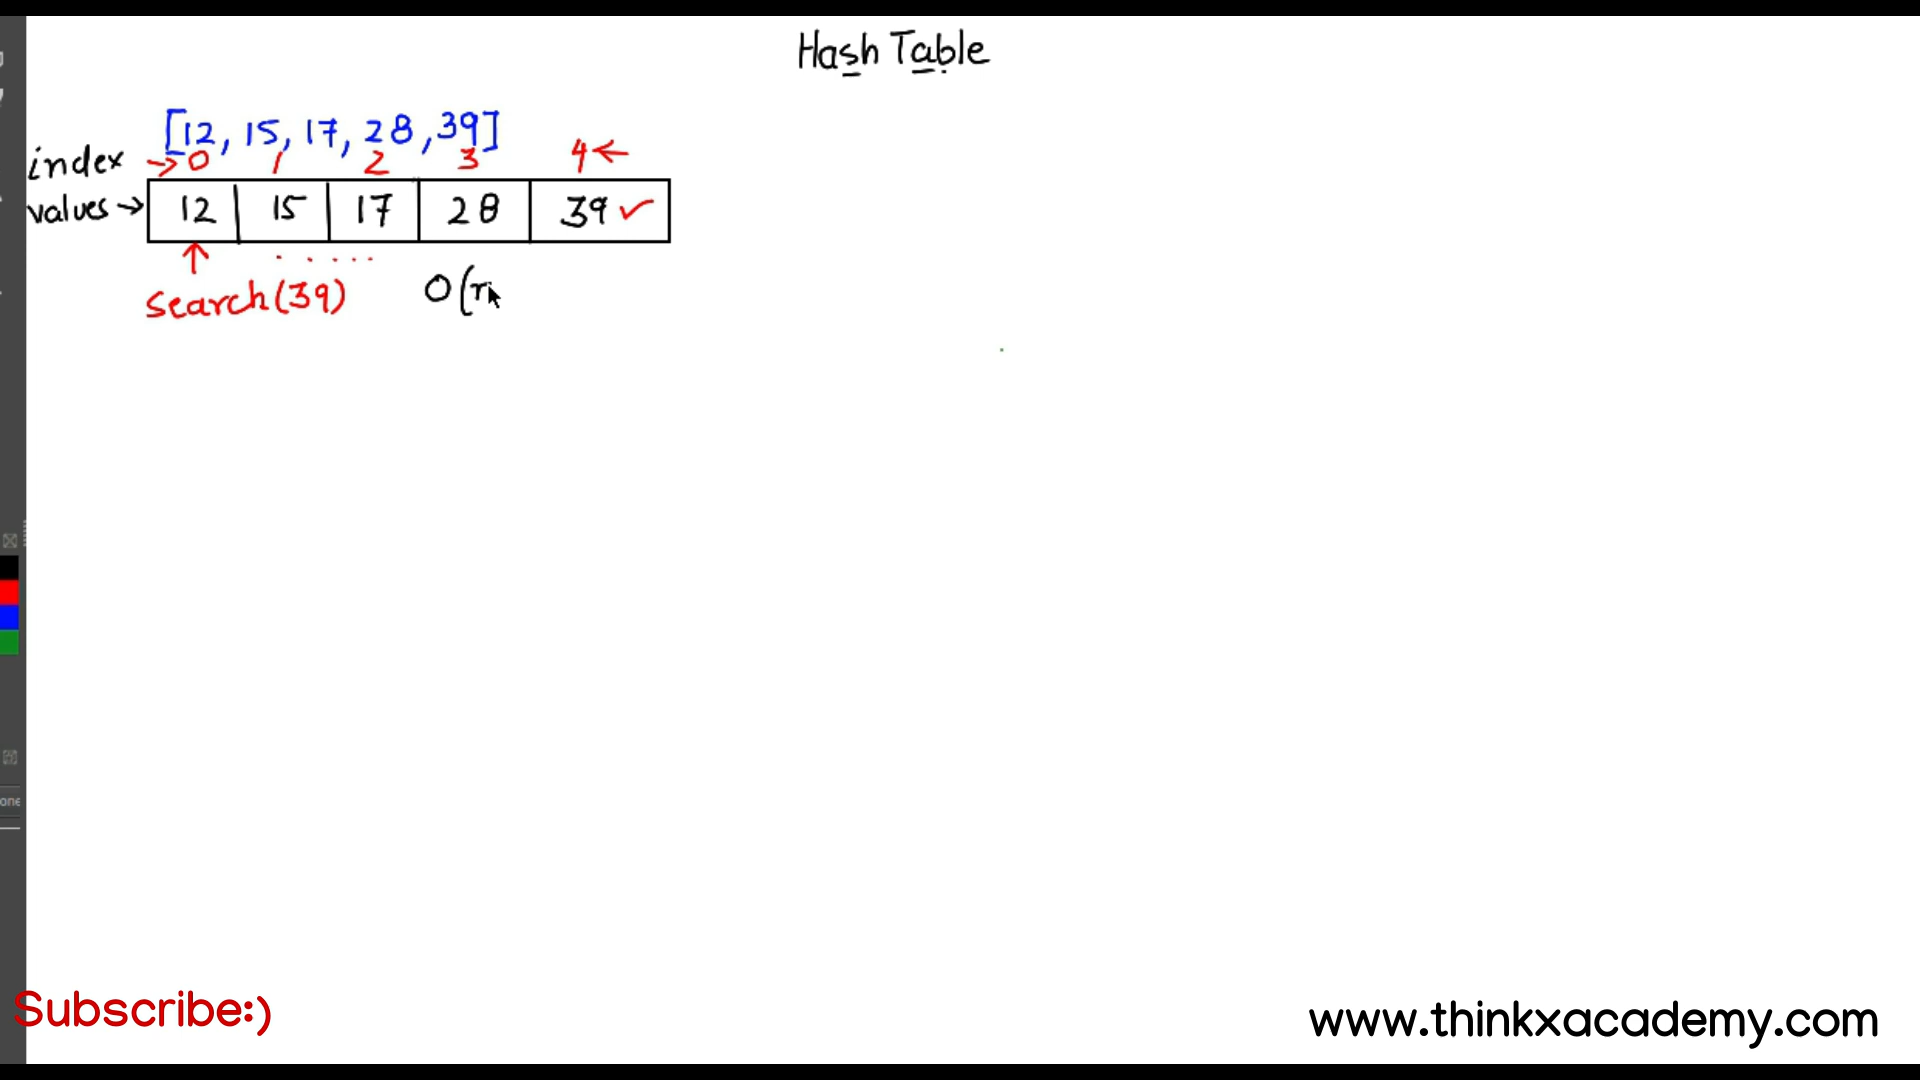 Hash Table
[12, 15, 17, 28, 39]
index → 0 1 2 3 4 ←
values → 12 15 17 28 39 ✓
search(39) O(n
one
Subscribe:)
www.thinkxacademy.com